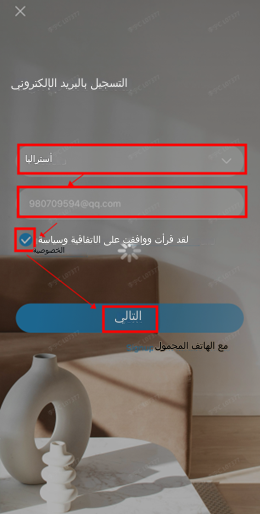 التسجيل بالبريد الإلكتروني
أستراليا
980709594@qq.com
لقد قرأت ووافقت على الاتفاقية وسياسة
الخصوصية
التالي
مع الهاتف المحمول